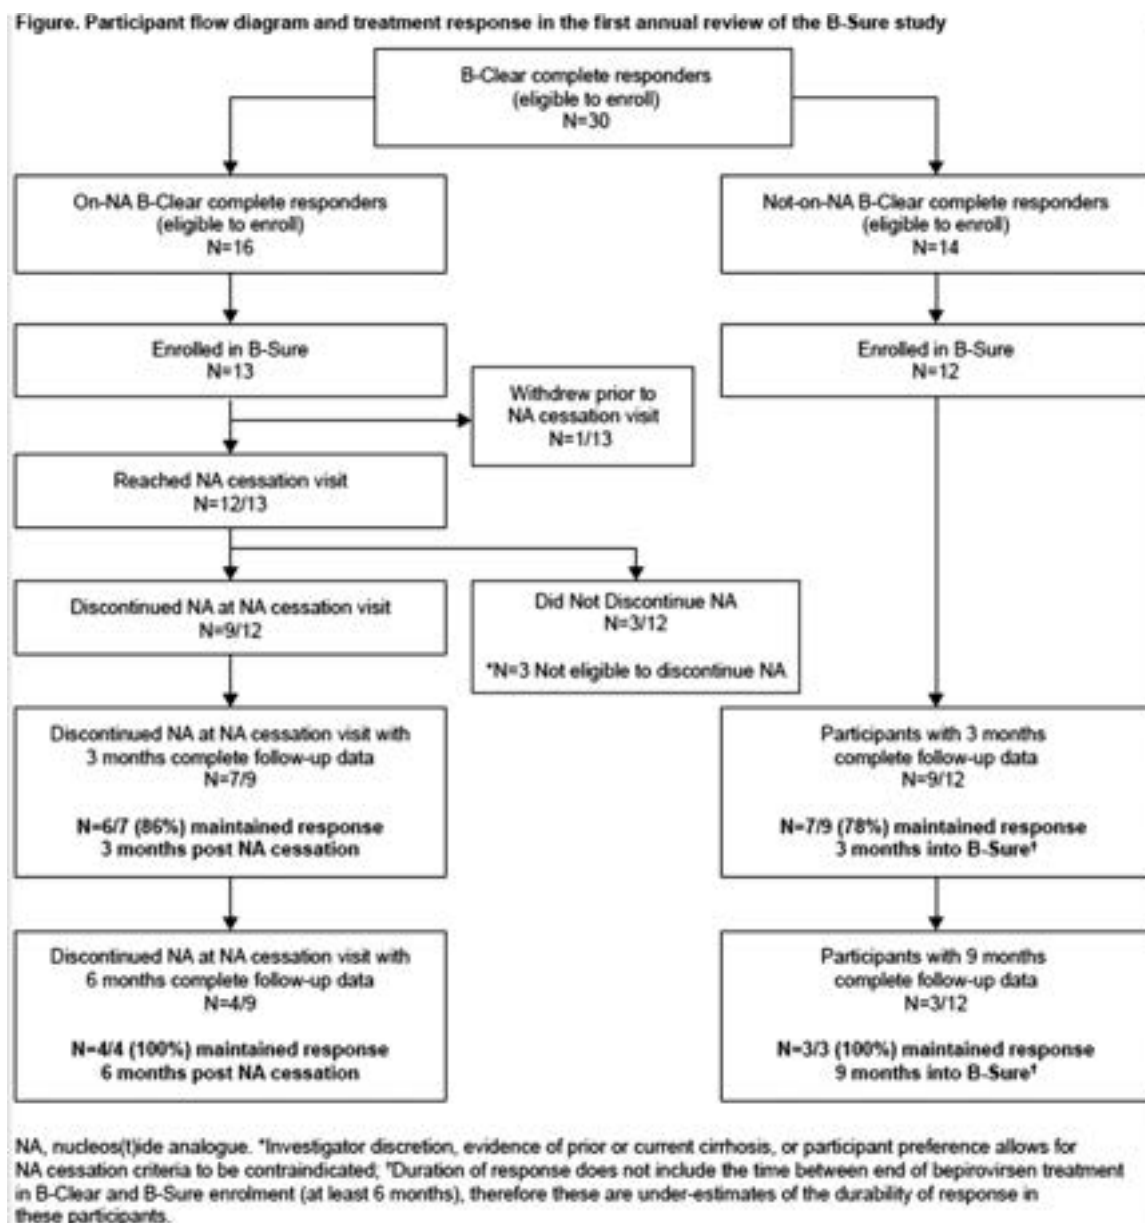 Figure. Participant flow diagram and treatment response in the first annual review of the B-Sure study
B-Clear complete responders
(eligible to enroll)
N=30
On-NA B-Clear complete responders
(eligible to enroll)
N=16
Not-on-NA B-Clear complete responders
(eligible to enroll)
N=14
Enrolled in B-Sure
N=13
Enrolled in B-Sure
N=12
Withdrew prior to
NA cessation visit
N=1/13
Reached NA cessation visit
N=12/13
Discontinued NA at NA cessation visit
N=9/12
Did Not Discontinue NA
N=3/12
*N=3 Not eligible to discontinue NA
Discontinued NA at NA cessation visit with
3 months complete follow-up data
N=7/9
N=6/7 (86%) maintained response
3 months post NA cessation
Participants with 3 months
complete follow-up data
N=9/12
N=7/9 (78%) maintained response
3 months into B-Sure†
Discontinued NA at NA cessation visit with
6 months complete follow-up data
N=4/9
N=4/4 (100%) maintained response
6 months post NA cessation
Participants with 9 months
complete follow-up data
N=3/12
N=3/3 (100%) maintained response
9 months into B-Sure†
NA, nucleos(t)ide analogue. *Investigator discretion, evidence of prior or current cirrhosis, or participant preference allows for
NA cessation criteria to be contraindicated; †Duration of response does not include the time between end of bepirovirsen treatment
in B-Clear and B-Sure enrolment (at least 6 months), therefore these are under-estimates of the durability of response in
these participants.